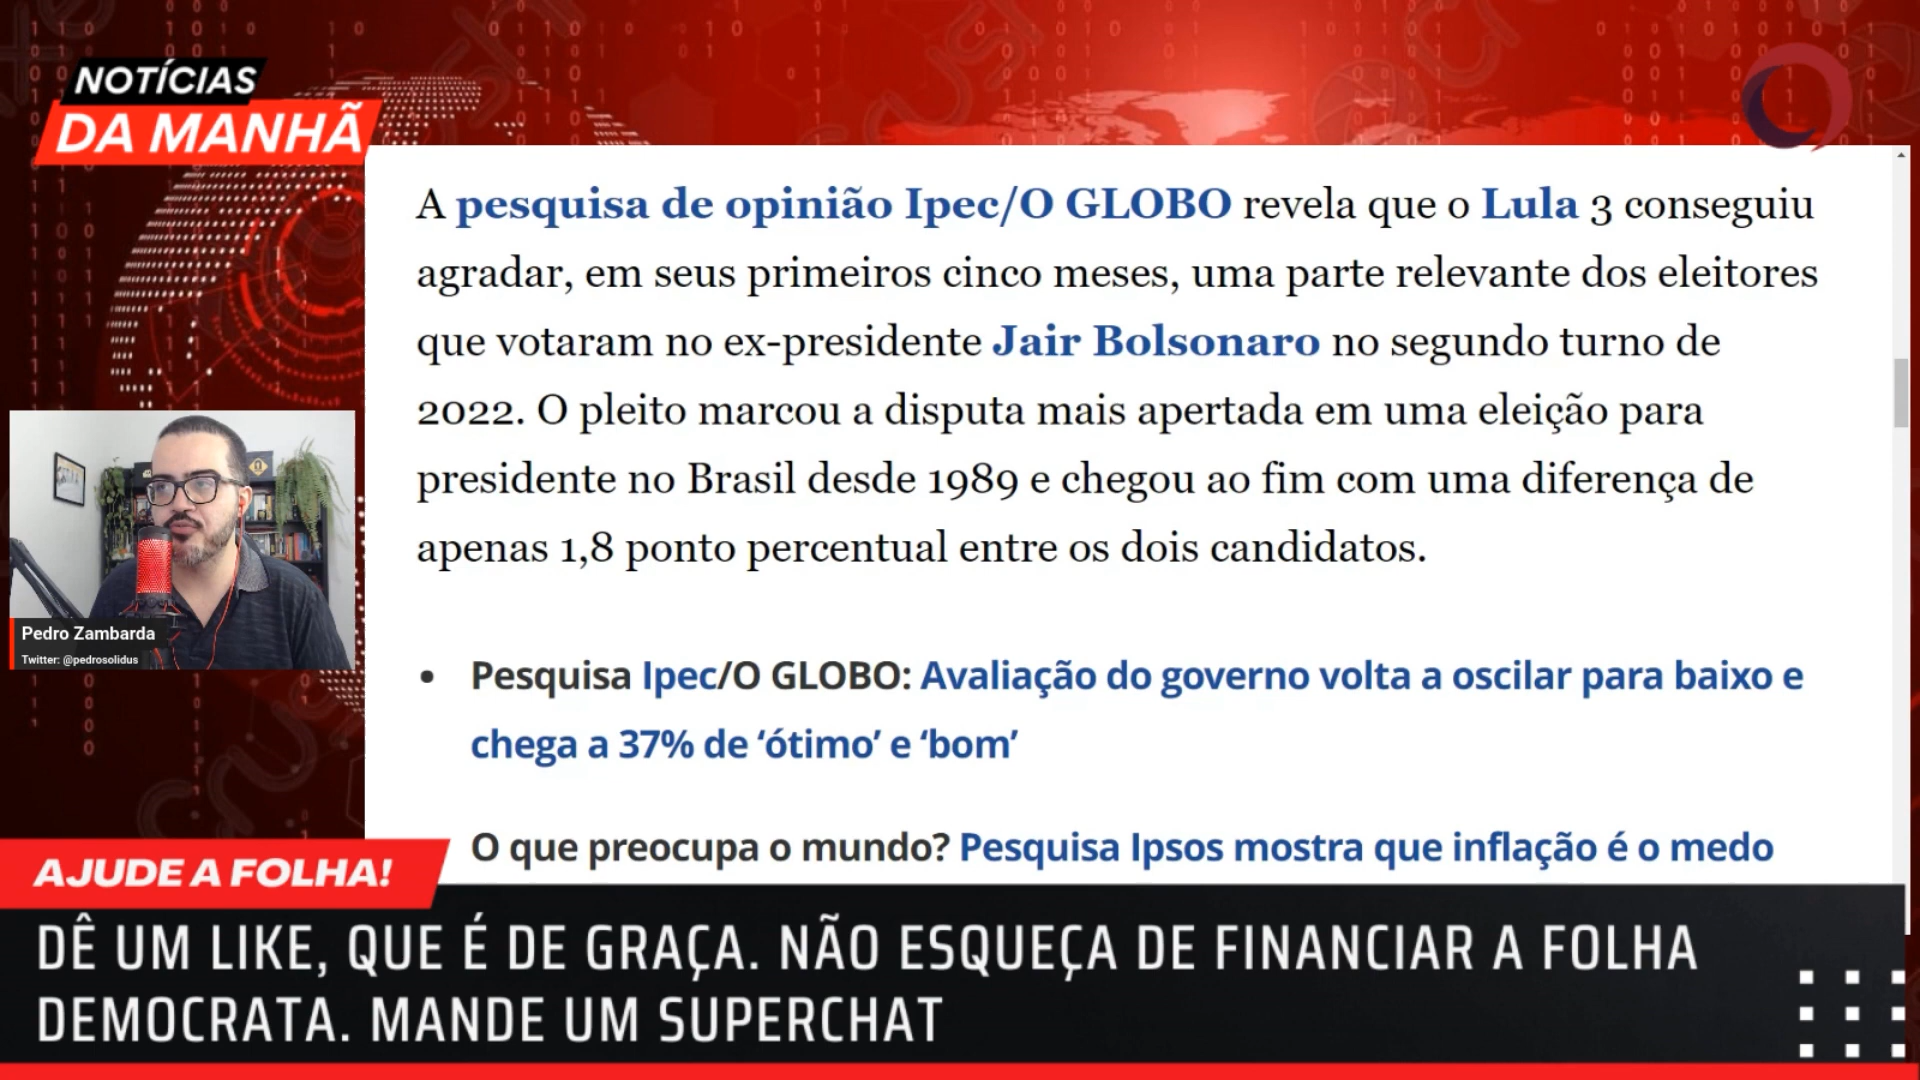 NOTÍCIAS
DA MANHÃ
A pesquisa de opinião Ipec/O GLOBO revela que o Lula 3 conseguiu
agradar, em seus primeiros cinco meses, uma parte relevante dos eleitores
que votaram no ex-presidente Jair Bolsonaro no segundo turno de
2022. O pleito marcou a disputa mais apertada em uma eleição para
presidente no Brasil desde 1989 e chegou ao fim com uma diferença de
apenas 1,8 ponto percentual entre os dois candidatos.
• Pesquisa Ipec/O GLOBO: Avaliação do governo volta a oscilar para baixo e
chega a 37% de ‘ótimo’ e ‘bom’
O que preocupa o mundo? Pesquisa Ipsos mostra que inflação é o medo
Pedro Zambarda
Twitter: @pedrosolidus
AJUDE A FOLHA!
DÊ UM LIKE, QUE É DE GRAÇA. NÃO ESQUEÇA DE FINANCIAR A FOLHA
DEMOCRATA. MANDE UM SUPERCHAT